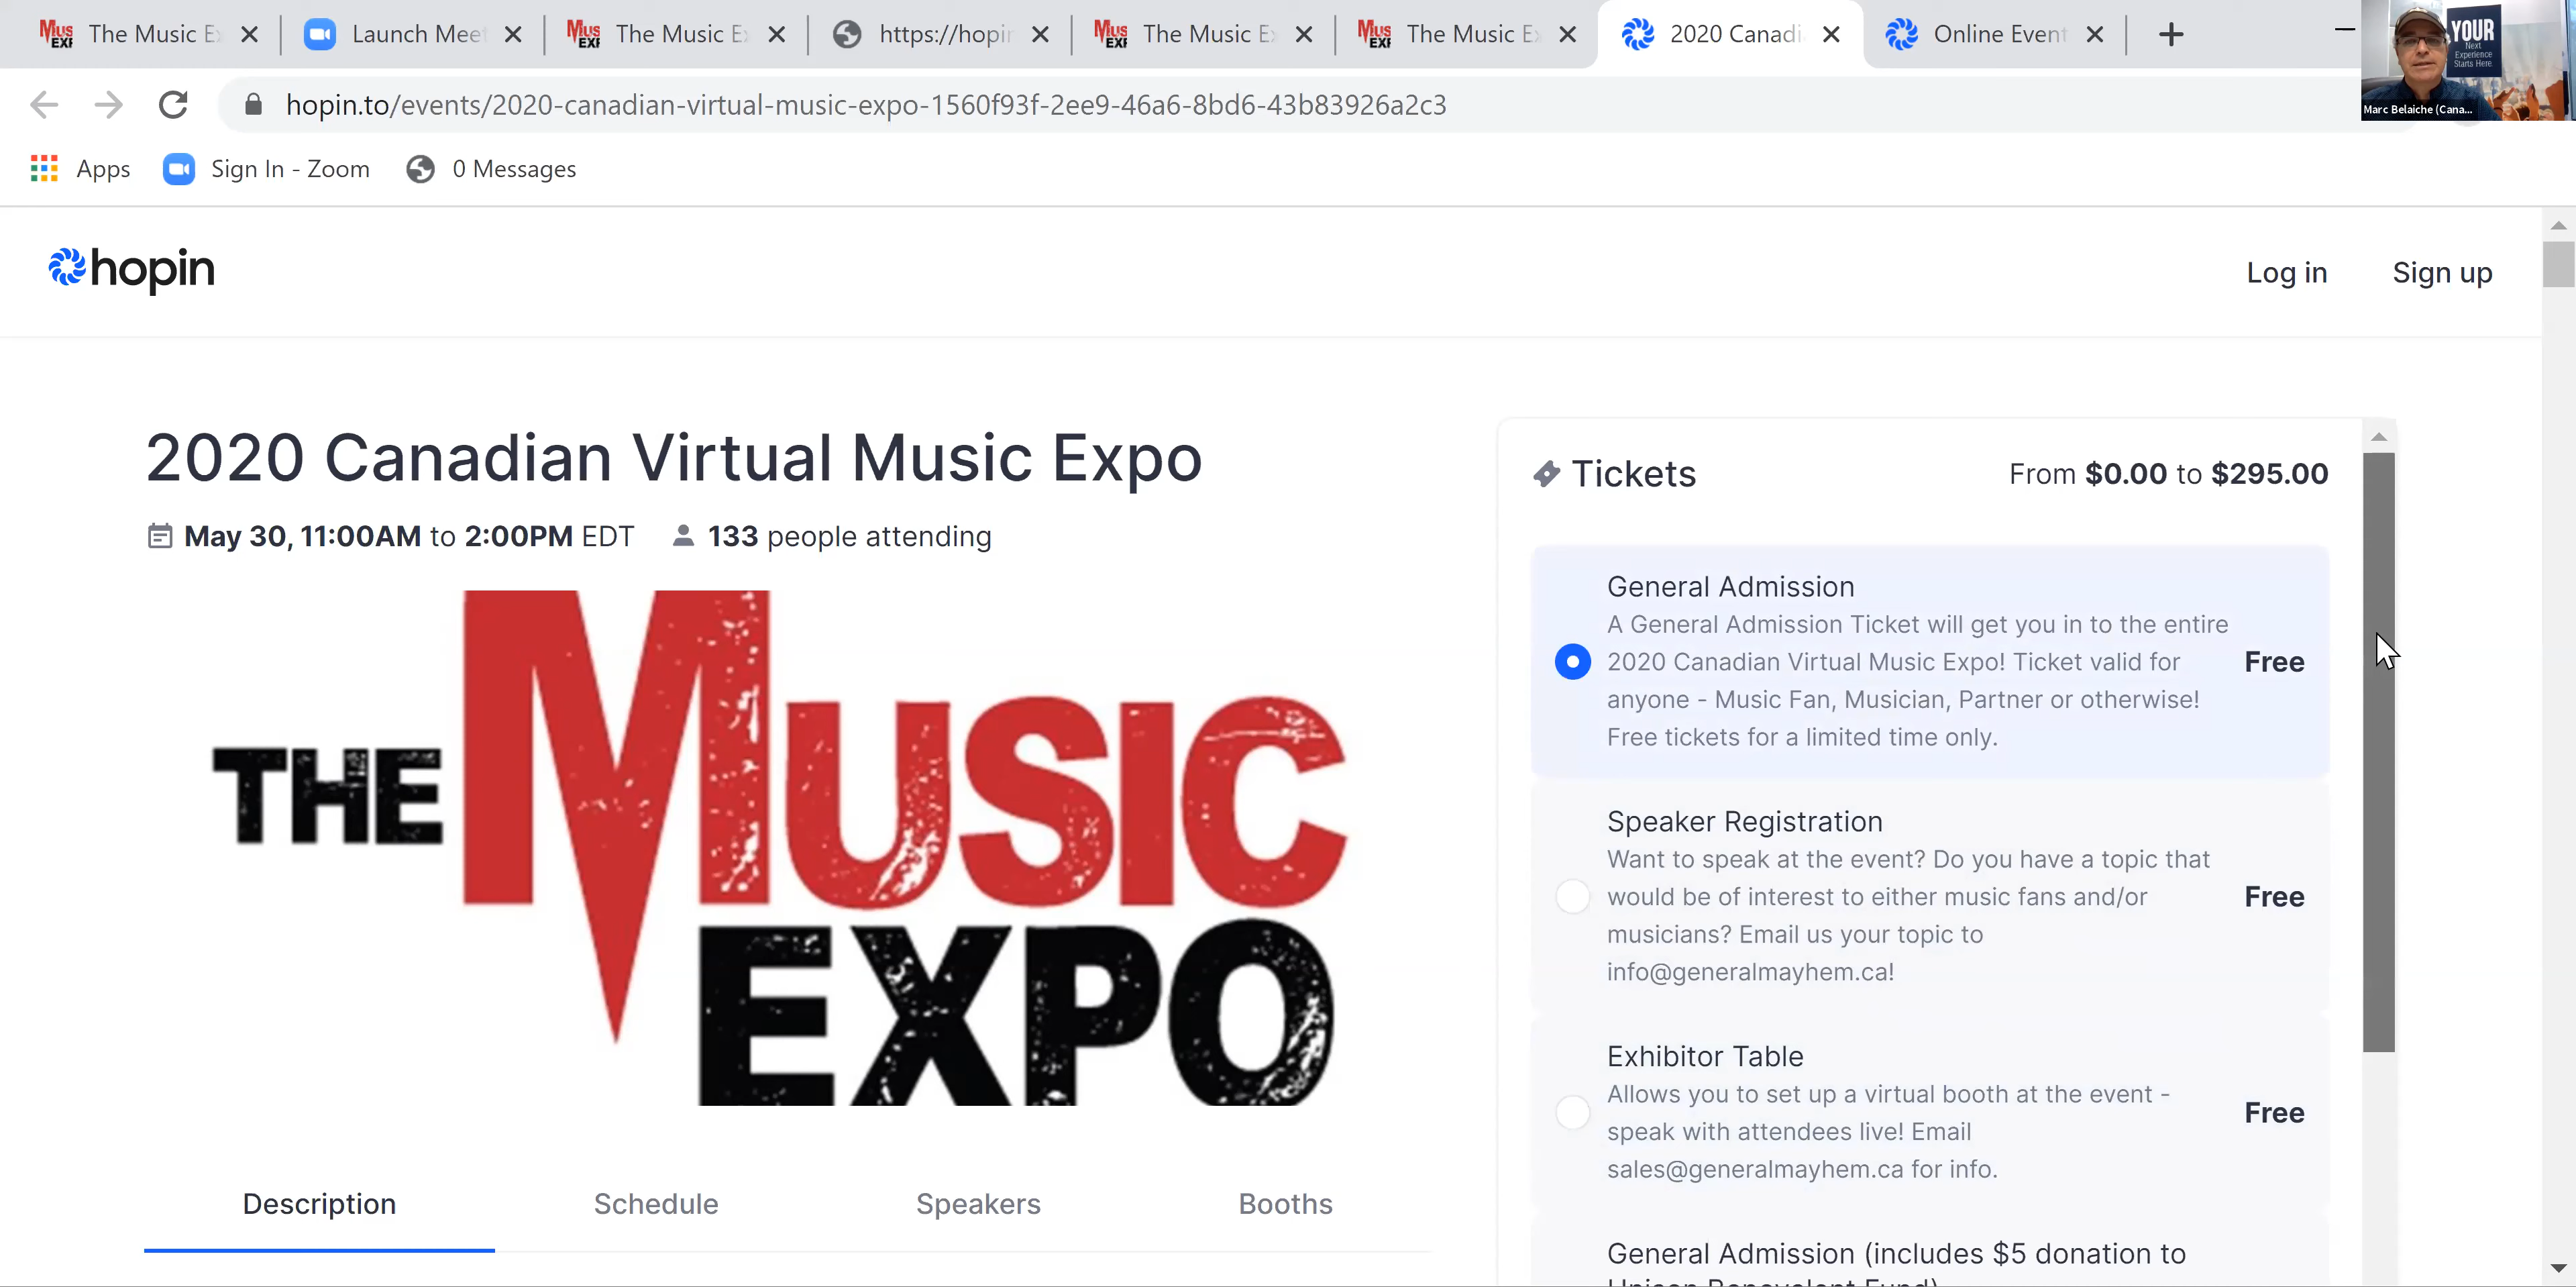 The Music E
Launch Mee
The Music E
https://hopi
The Music E
The Music E
2020 Canadi
Online Event
hopin.to/events/2020-canadian-virtual-music-expo-1560f93f-2ee9-46a6-8bd6-43b83926a2c3
YOUR
Next
Experience
Starts Here
Marc Belaiche (Cana...
Apps
Sign In - Zoom
0 Messages
hopin
Log in
Sign up
2020 Canadian Virtual Music Expo
May 30, 11:00AM to 2:00PM EDT
133 people attending
THE MUSIC
EXPO
Description
Schedule
Speakers
Booths
Tickets
From $0.00 to $295.00
General Admission
A General Admission Ticket will get you in to the entire
2020 Canadian Virtual Music Expo! Ticket valid for
anyone - Music Fan, Musician, Partner or otherwise!
Free tickets for a limited time only.
Free
Speaker Registration
Want to speak at the event? Do you have a topic that
would be of interest to either music fans and/or
musicians? Email us your topic to
info@generalmayhem.ca!
Free
Exhibitor Table
Allows you to set up a virtual booth at the event -
speak with attendees live! Email
sales@generalmayhem.ca for info.
Free
General Admission (includes $5 donation to
Unison Benevolent Fund)